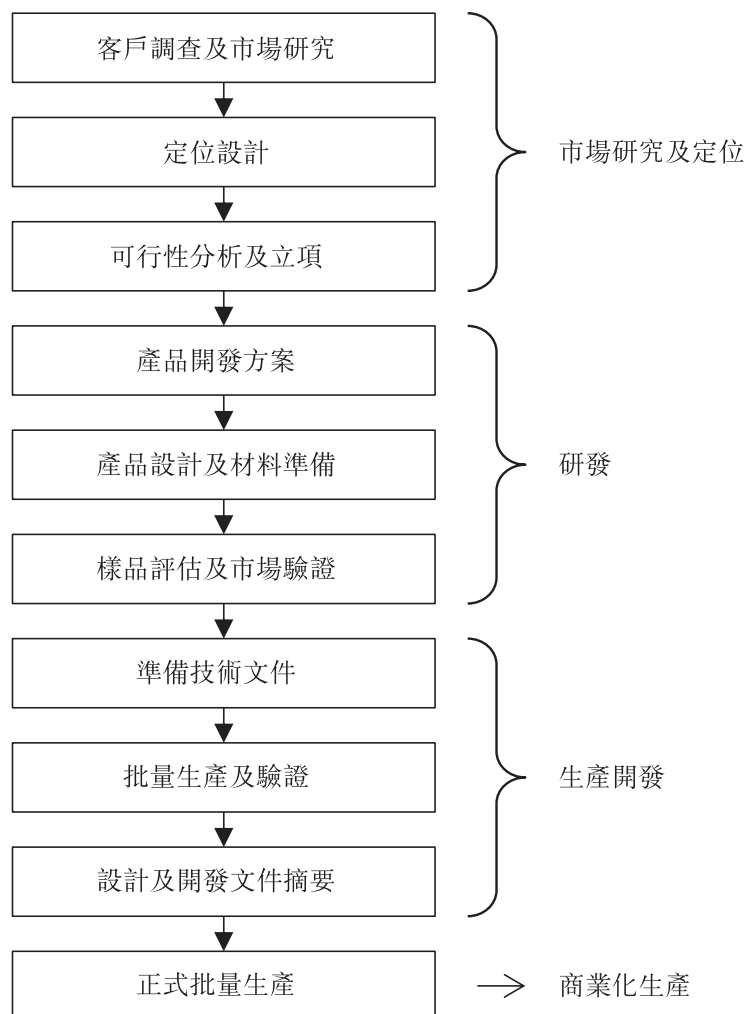 客戶調查及市場研究
定位設計
市場研究及定位
可行性分析及立項
產品開發方案
產品設計及材料準備
研發
樣品評估及市場驗證
準備技術文件
批量生產及驗證
生產開發
設計及開發文件摘要
正式批量生產
商業化生產